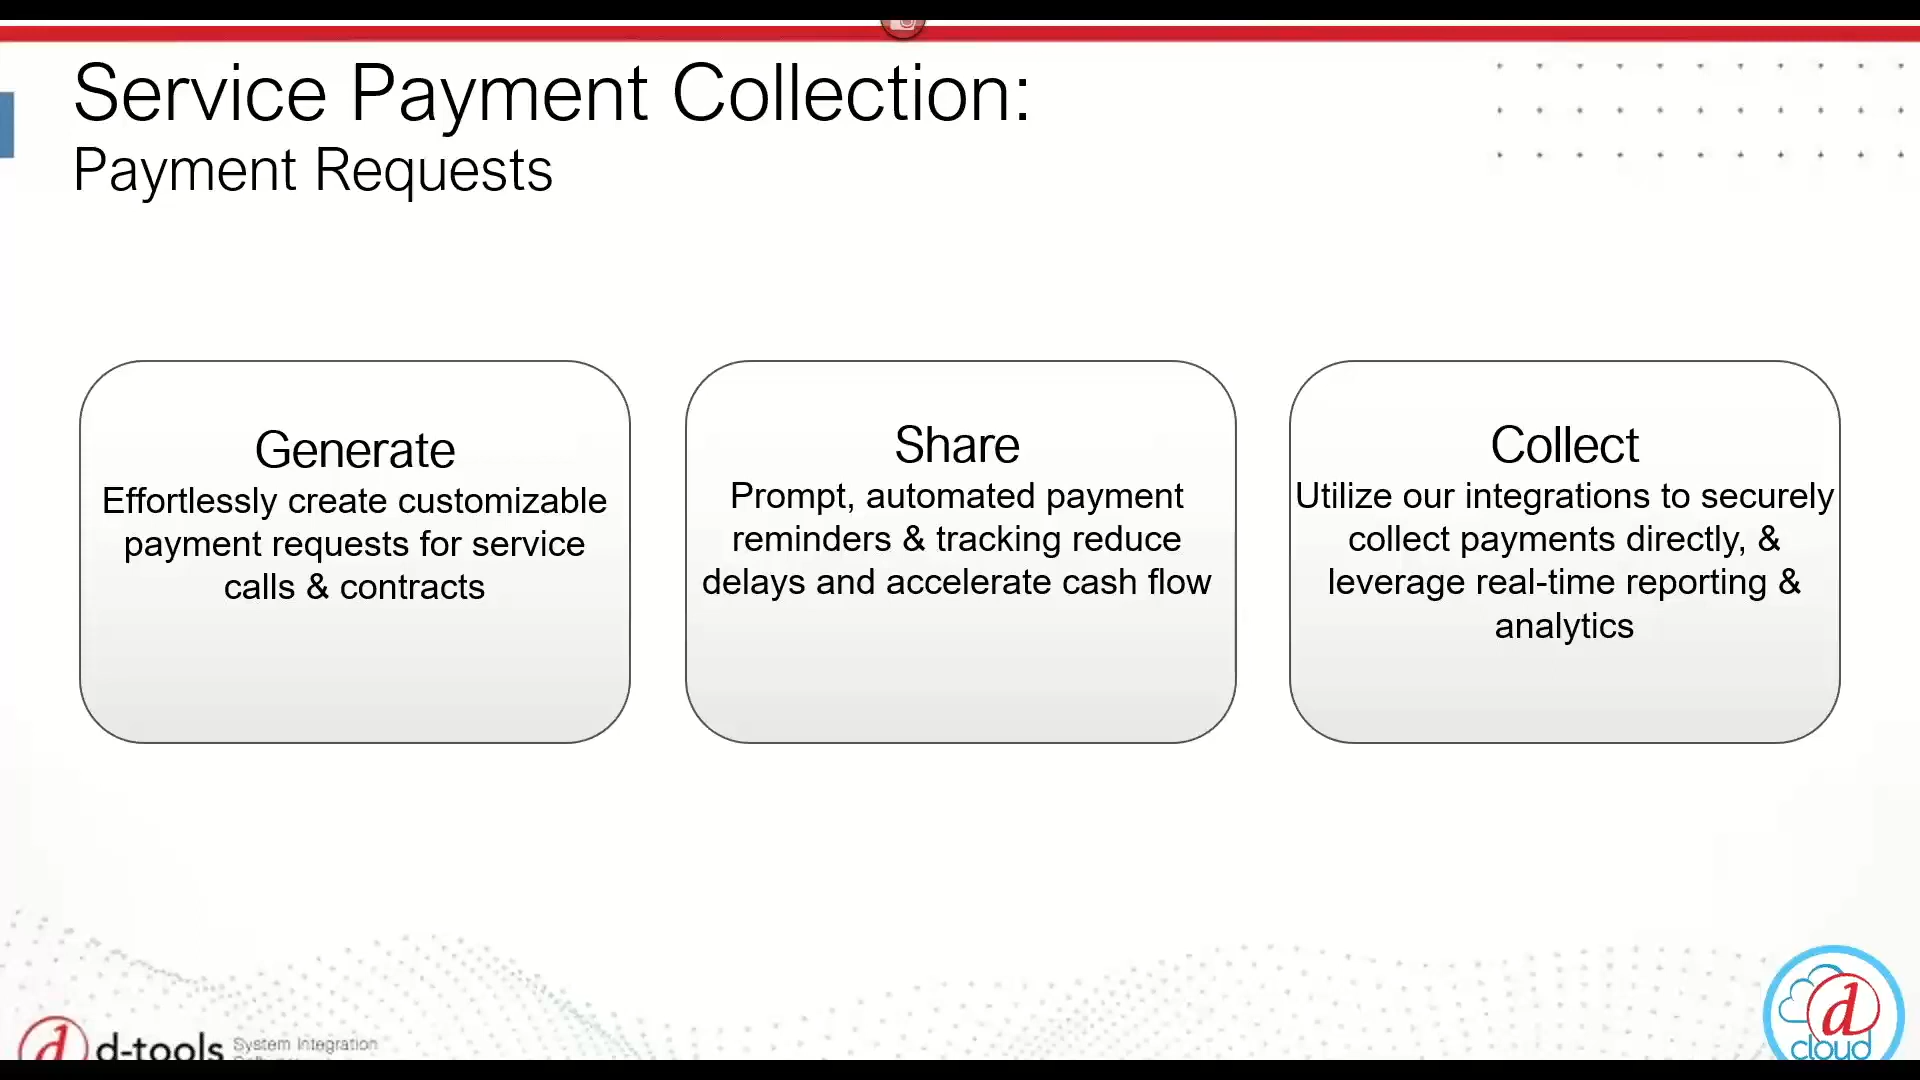 Service Payment Collection:
Payment Requests
Generate
Effortlessly create customizable
payment requests for service
calls & contracts
Share
Prompt, automated payment
reminders & tracking reduce
delays and accelerate cash flow
Collect
Utilize our integrations to securely
collect payments directly, &
leverage real-time reporting &
analytics
d d-tools System Integration
d
cloud